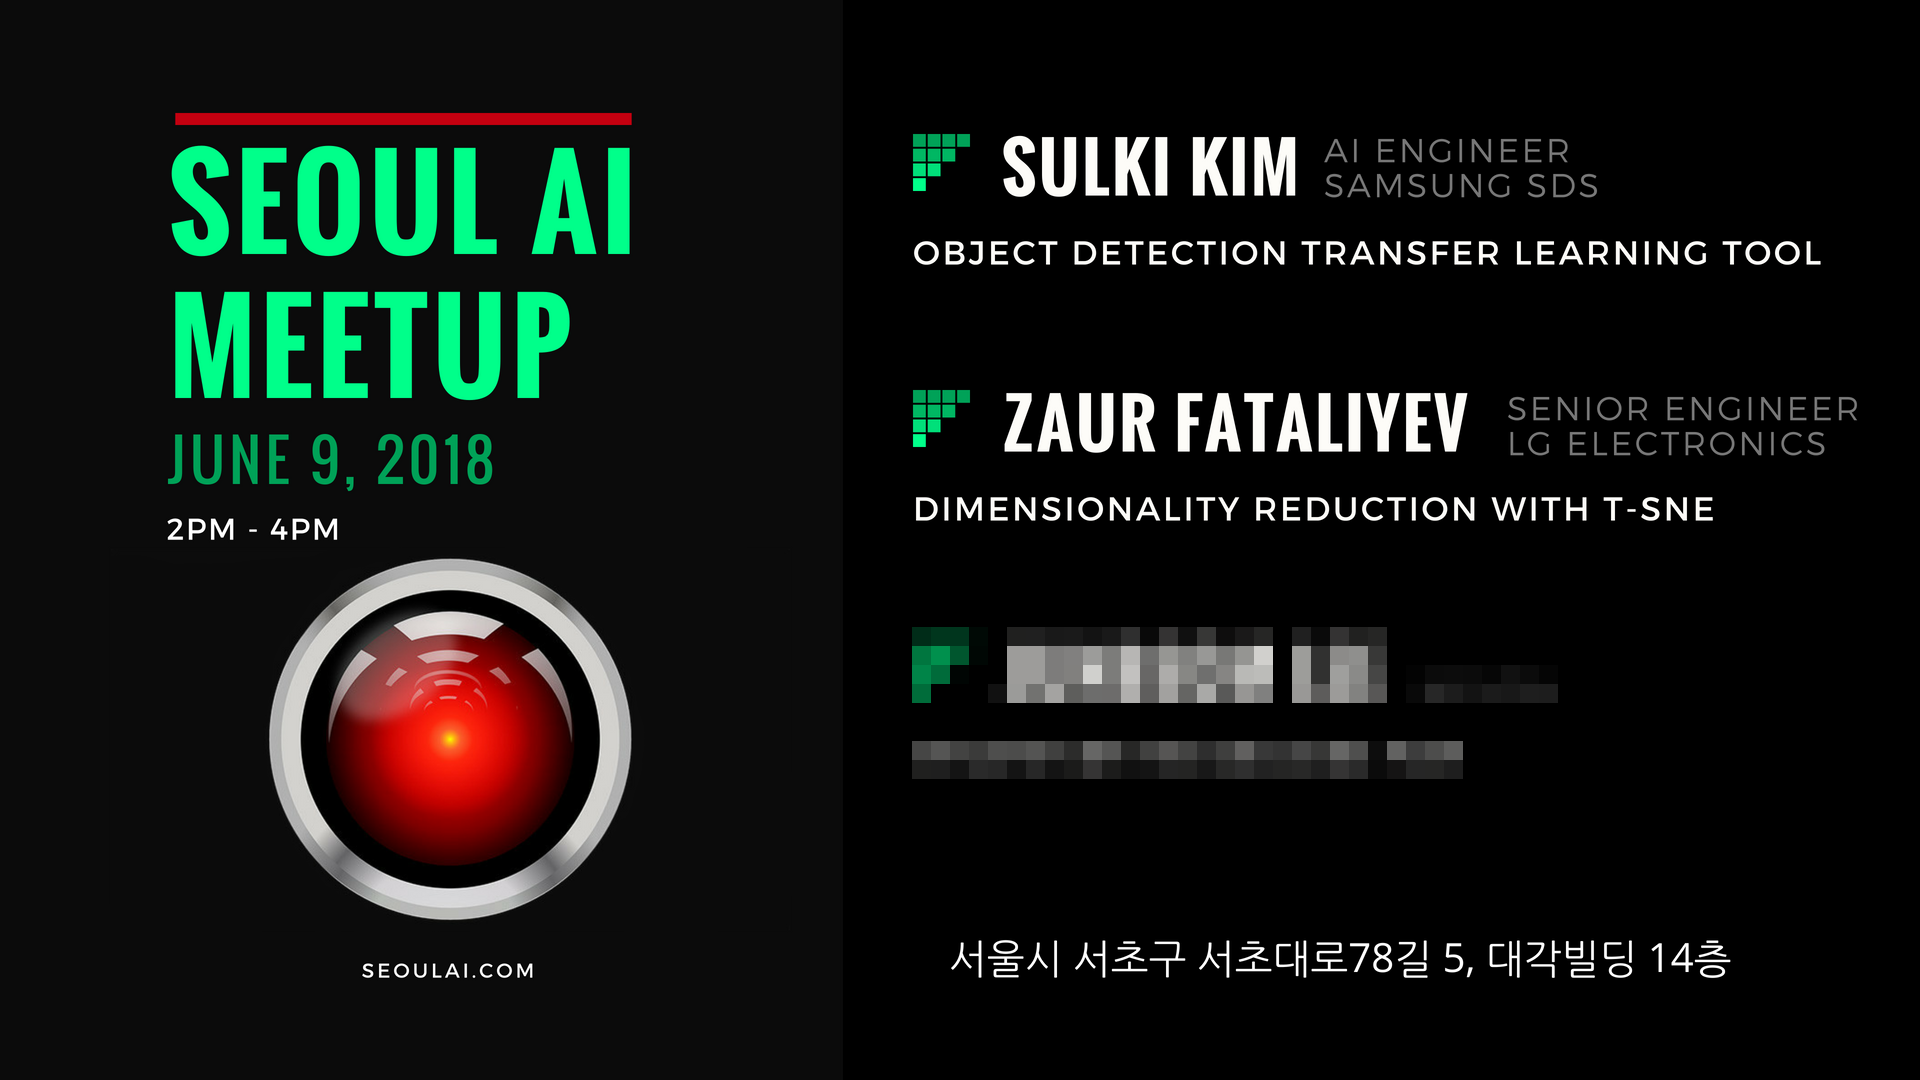 SEOUL AI
MEETUP
JUNE 9, 2018
2PM - 4PM
SEOULAI.COM
SULKI KIM
AI ENGINEER
SAMSUNG SDS
OBJECT DETECTION TRANSFER LEARNING TOOL
ZAUR FATALIYEV
SENIOR ENGINEER
LG ELECTRONICS
DIMENSIONALITY REDUCTION WITH T-SNE
서울시 서초구 서초대로78길 5, 대각빌딩 14층